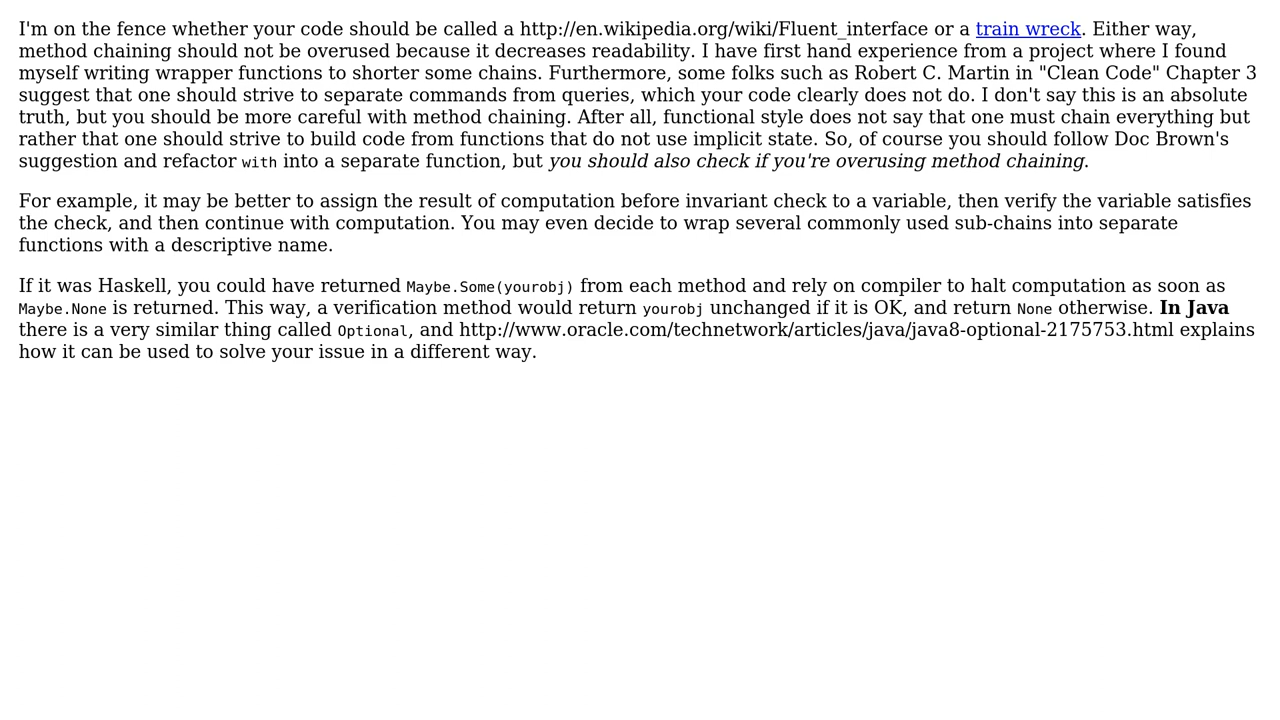 I'm on the fence whether your code should be called a http://en.wikipedia.org/wiki/Fluent_interface or a train wreck. Either way,
method chaining should not be overused because it decreases readability. I have first hand experience from a project where I found
myself writing wrapper functions to shorter some chains. Furthermore, some folks such as Robert C. Martin in "Clean Code" Chapter 3
suggest that one should strive to separate commands from queries, which your code clearly does not do. I don't say this is an absolute
truth, but you should be more careful with method chaining. After all, functional style does not say that one must chain everything but
rather that one should strive to build code from functions that do not use implicit state. So, of course you should follow Doc Brown's
suggestion and refactor with into a separate function, but you should also check if you're overusing method chaining.
For example, it may be better to assign the result of computation before invariant check to a variable, then verify the variable satisfies
the check, and then continue with computation. You may even decide to wrap several commonly used sub-chains into separate
functions with a descriptive name.
If it was Haskell, you could have returned Maybe.Some(yourobj) from each method and rely on compiler to halt computation as soon as
Maybe.None is returned. This way, a verification method would return yourobj unchanged if it is OK, and return None otherwise. In Java
there is a very similar thing called Optional, and http://www.oracle.com/technetwork/articles/java/java8-optional-2175753.html explains
how it can be used to solve your issue in a different way.